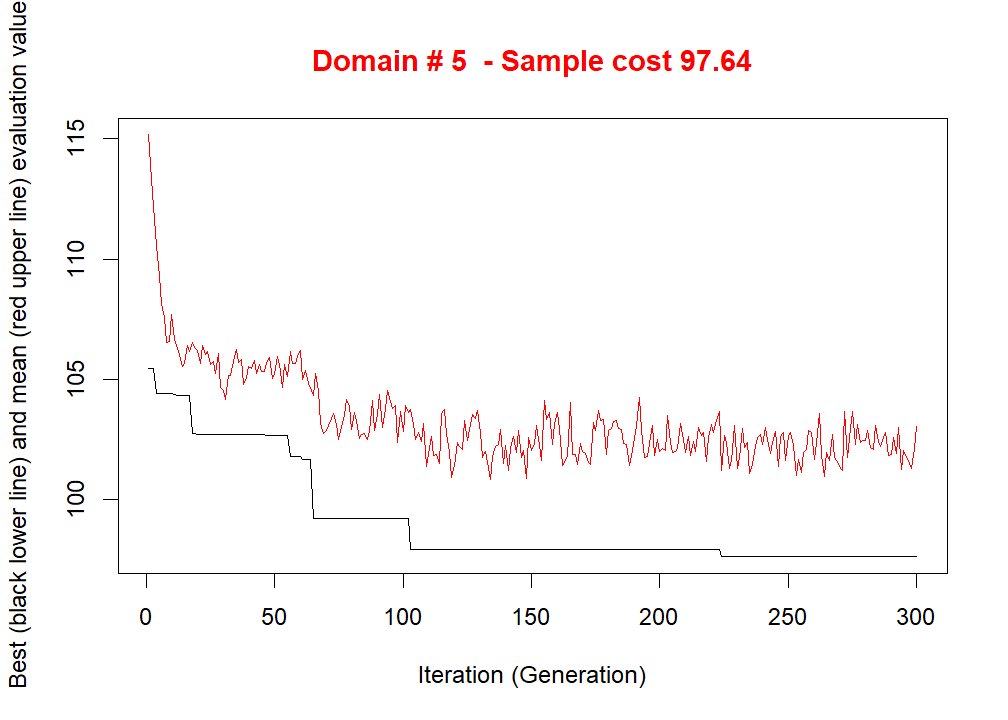 Domain # 5  - Sample cost 97.64
Best (black lower line) and mean (red upper line) evaluation value
115
110
105
100
0 50 100 150 200 250 300
Iteration (Generation)